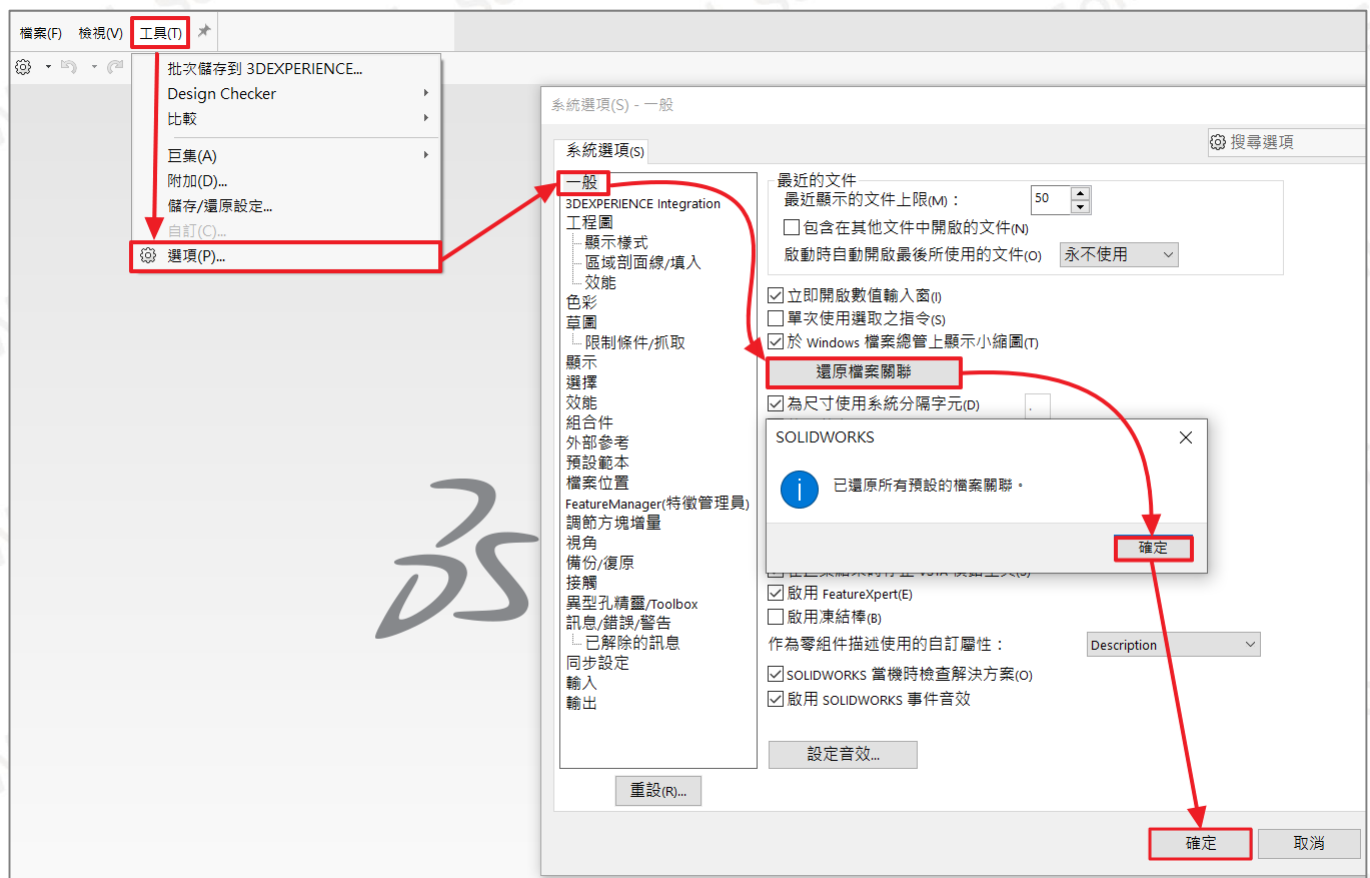 檔案(F) 檢視(V) 工具(T)
批次儲存到 3DEXPERIENCE...
Design Checker
比較
巨集(A)
附加(D)...
儲存/還原設定...
自訂(C)...
選項(P)...
系統選項(S) - 一般
搜尋選項
系統選項(S)
一般
3DEXPERIENCE Integration
工程圖
顯示樣式
區域剖面線/填入
效能
色彩
草圖
限制條件/抓取
顯示
選擇
效能
組合件
外部參考
預設範本
檔案位置
FeatureManager(特徵管理員)
調節方塊增量
視角
備份/復原
接觸
異型孔精靈/Toolbox
訊息/錯誤/警告
已解除的訊息
同步設定
輸入
輸出
重設(R)...
最近的文件
最近顯示的文件上限(M)： 50
包含在其他文件中開啟的文件(N)
啟動時自動開啟最後所使用的文件(O) 永不使用
立即開啟數值輸入窗(I)
單次使用選取之指令(S)
於 Windows 檔案總管上顯示小縮圖(T)
還原檔案關聯
為尺寸使用系統分隔字元(D) .
SOLIDWORKS
已還原所有預設的檔案關聯。
確定
啟用 FeatureXpert(E)
啟用凍結棒(B)
作為零組件描述使用的自訂屬性： Description
SOLIDWORKS 當機時檢查解決方案(O)
啟用 SOLIDWORKS 事件音效
設定音效...
確定 取消